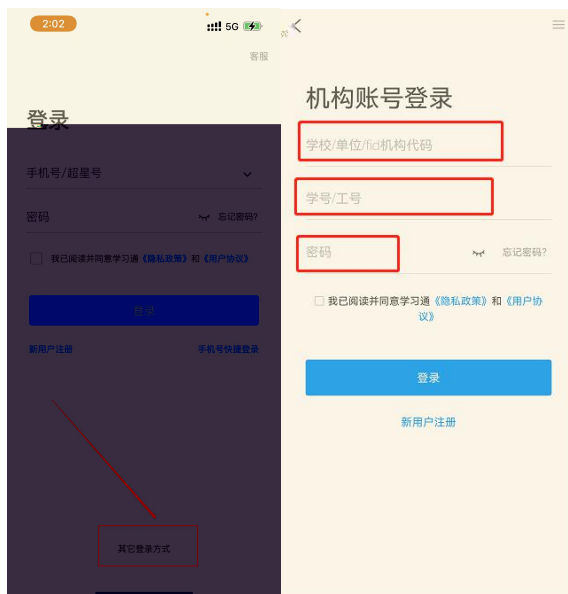 2:02
5G
客服
登录
手机号/超星号
密码
忘记密码?
我已阅读并同意学习通《隐私政策》和《用户协议》
登录
新用户注册
手机号快捷登录
其它登录方式
机构账号登录
学校/单位/fid机构代码
学号/工号
密码
忘记密码?
我已阅读并同意学习通《隐私政策》和《用户协
议》
登录
新用户注册